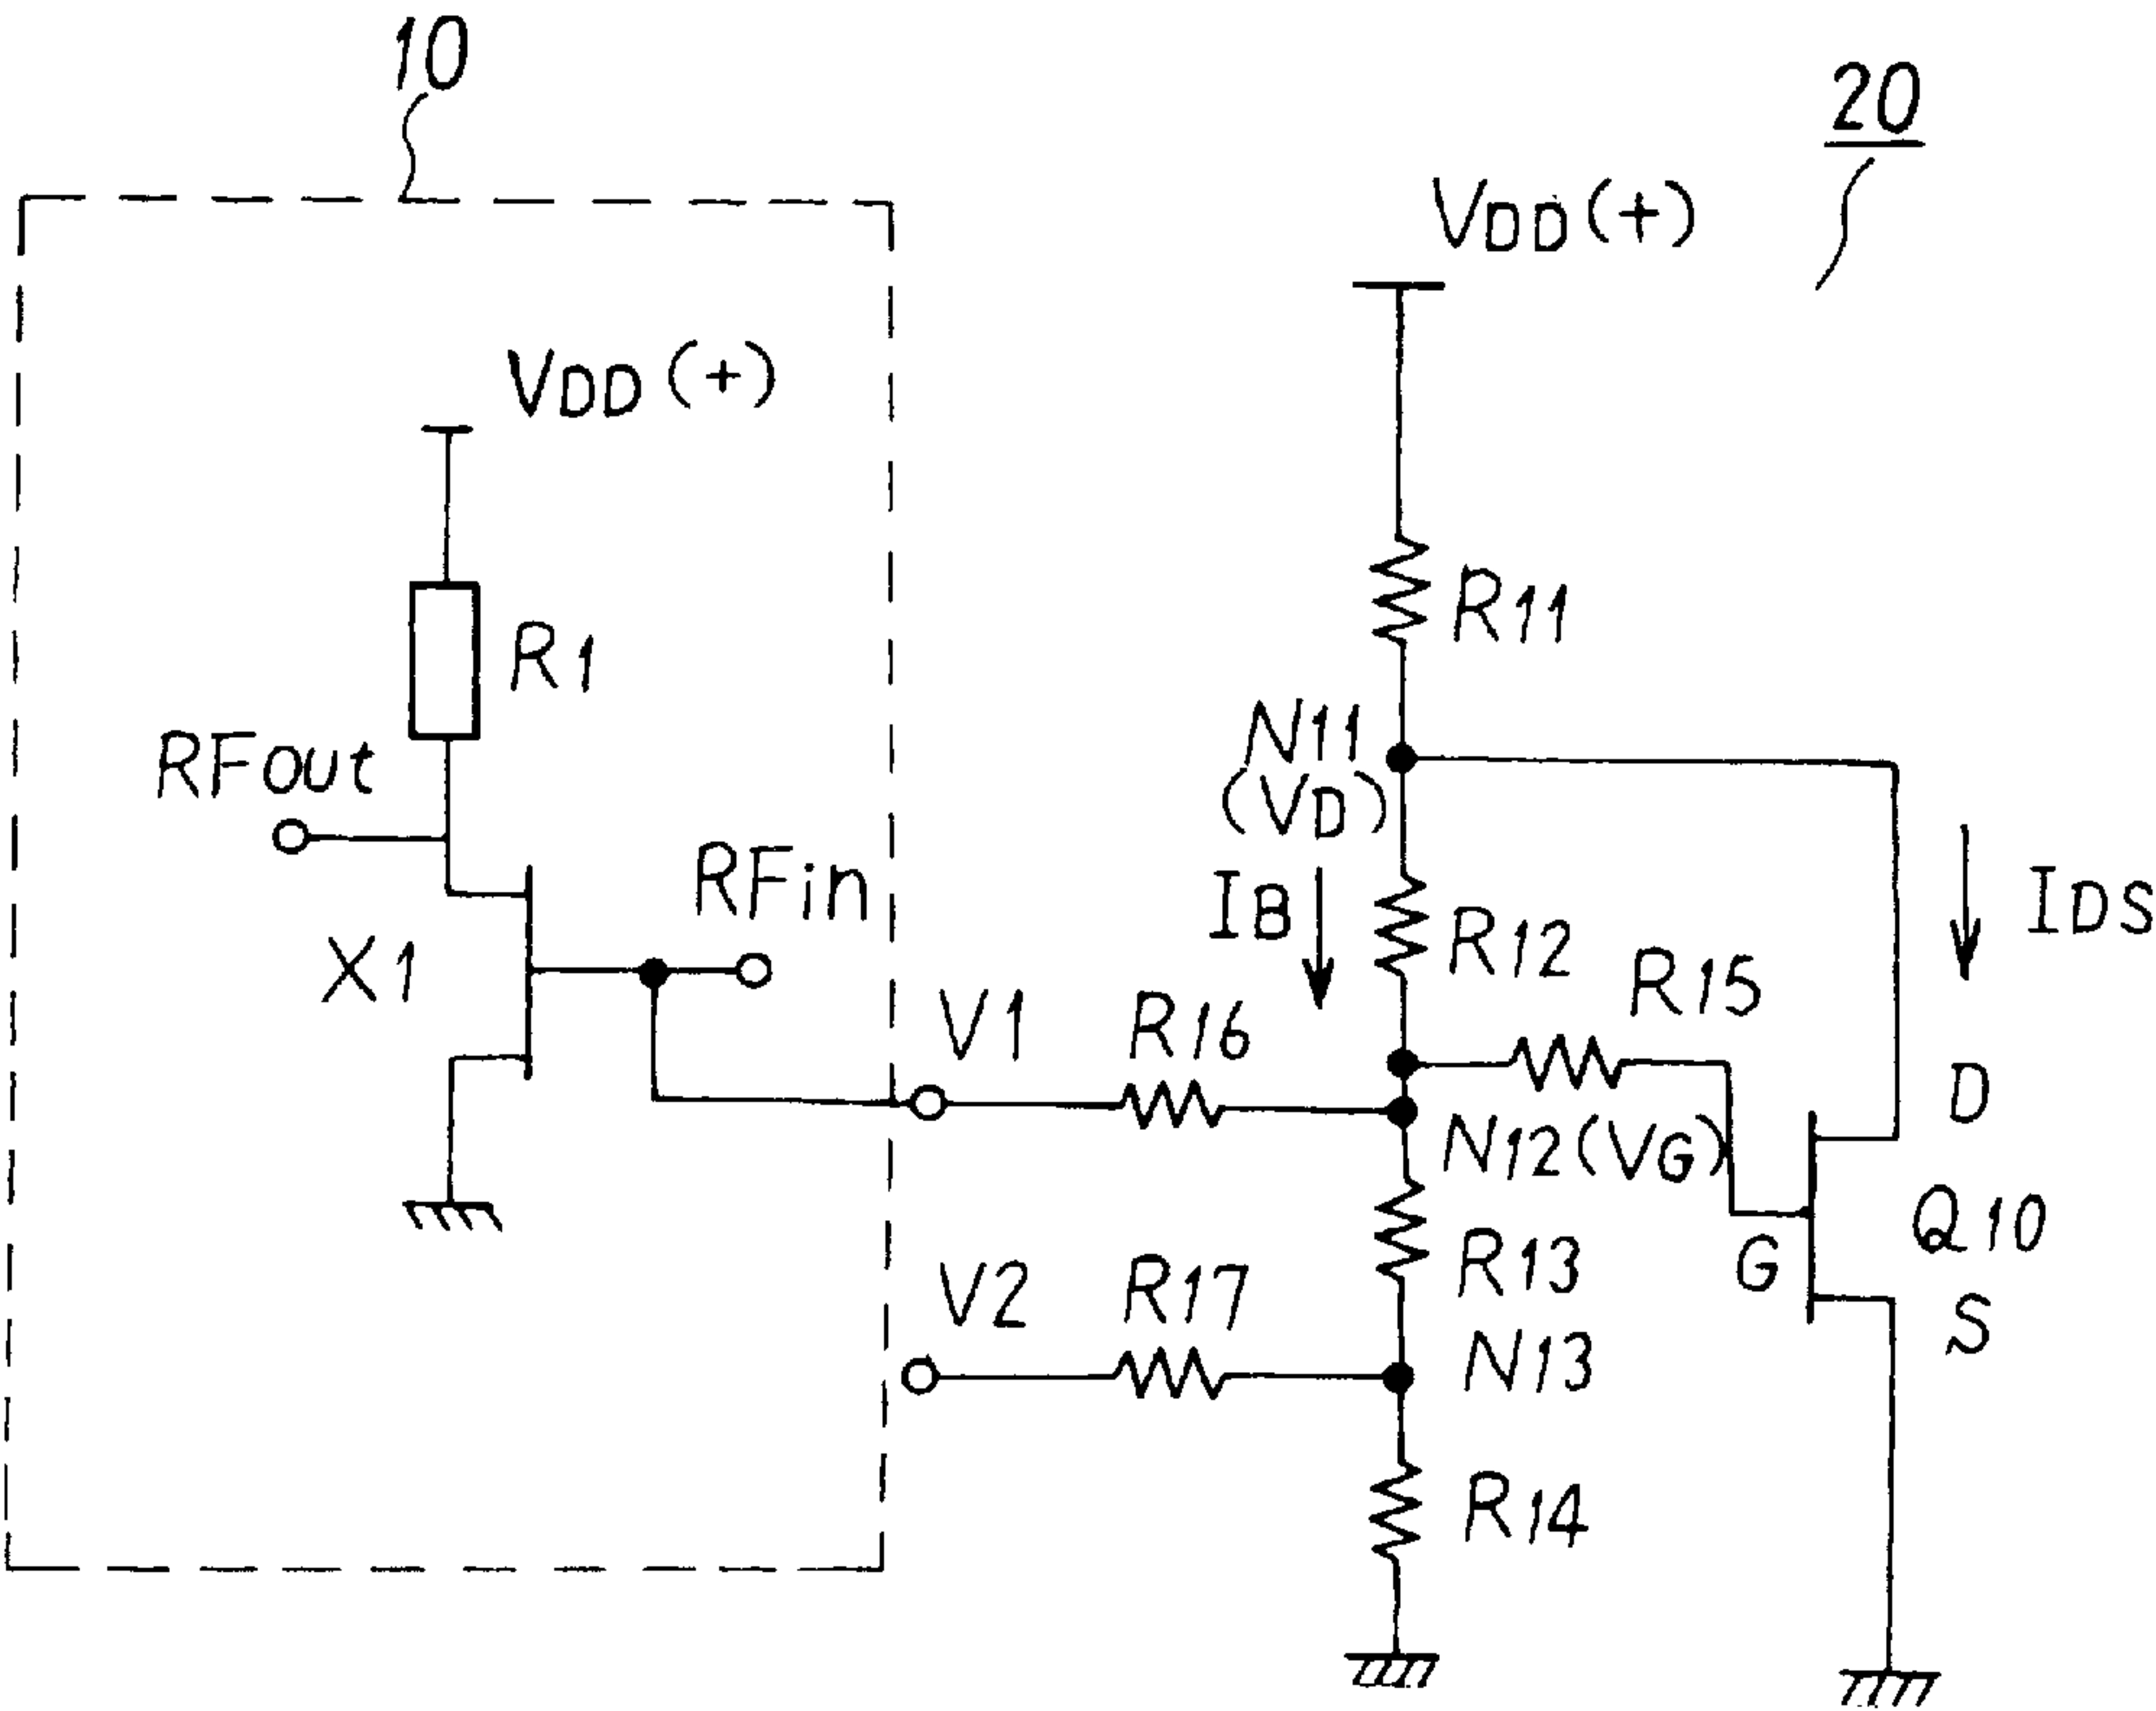 10
20
VDD(+)
VDD(+)
R1
R11
RFout
N11
(VD)
RFin
IB
R12
IDS
X1
R15
V1
R16
D
N12(VG)
Q10
G
R13
V2
R17
S
N13
R14